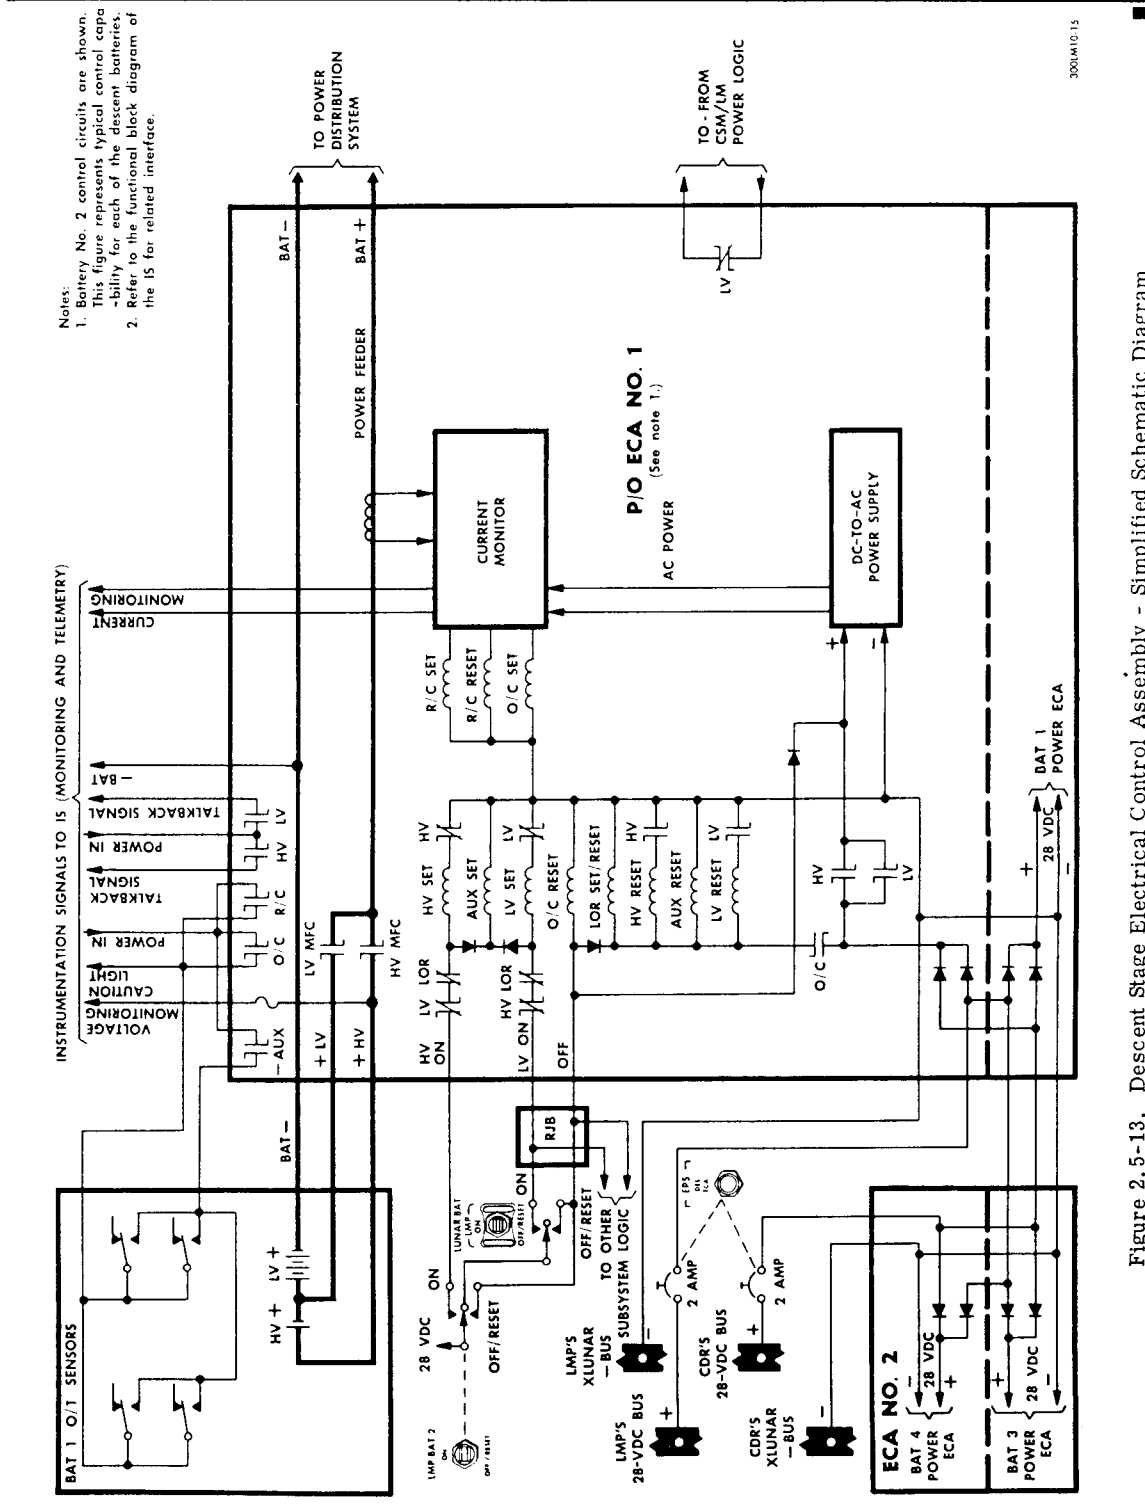 Notes:
1. Battery No. 2 control circuits are shown.
This figure represents typical control capa
-bility for each of the descent batteries.
2. Refer to the functional block diagram of
the IS for related interface.
INSTRUMENTATION SIGNALS TO IS (MONITORING AND TELEMETRY)
VOLTAGE
MONITORING
CAUTION
LIGHT
POWER IN
TALKBACK
SIGNAL
POWER IN
TALKBACK SIGNAL
- BAT
CURRENT
MONITORING
TO POWER
DISTRIBUTION
SYSTEM
BAT 1 O/T SENSORS
HV +
LV +
BAT -
- AUX
O/C
R/C
HV
LV
+ LV
+ HV
LV MFC
HV MFC
POWER FEEDER
BAT -
BAT +
LMP BAT 2
ON
OFF/RESET
28 VDC
ON
OFF/RESET
LUNAR BAT
LMP
ON
OFF/RESET
ON
OFF/RESET
RJB
TO OTHER
SUBSYSTEM LOGIC
HV
ON
LV LOR
LV ON
HV LOR
OFF
HV SET
HV
AUX SET
LV SET
LV
O/C RESET
LOR SET/RESET
HV RESET
HV
AUX RESET
LV RESET
LV
R/C SET
R/C RESET
O/C SET
CURRENT
MONITOR
P/O ECA NO. 1
(See note 1.)
AC POWER
DC-TO-AC
POWER SUPPLY
+
-
O/C
HV
LV
LV
TO - FROM
CSM/LM
POWER LOGIC
LMP'S
XLUNAR
- BUS
-
LMP'S
28-VDC BUS
+
CDR'S
28-VDC BUS
+
CDR'S
XLUNAR
- BUS
-
2 AMP
2 AMP
EPS
DES
ECA
ECA NO. 2
BAT 4
POWER
ECA
-
28 VDC
+
BAT 3
POWER
ECA
+
28 VDC
-
+
28 VDC
-
BAT 1
POWER ECA
300LM10-15
Figure 2.5-13. Descent Stage Electrical Control Assembly - Simplified Schematic Diagram